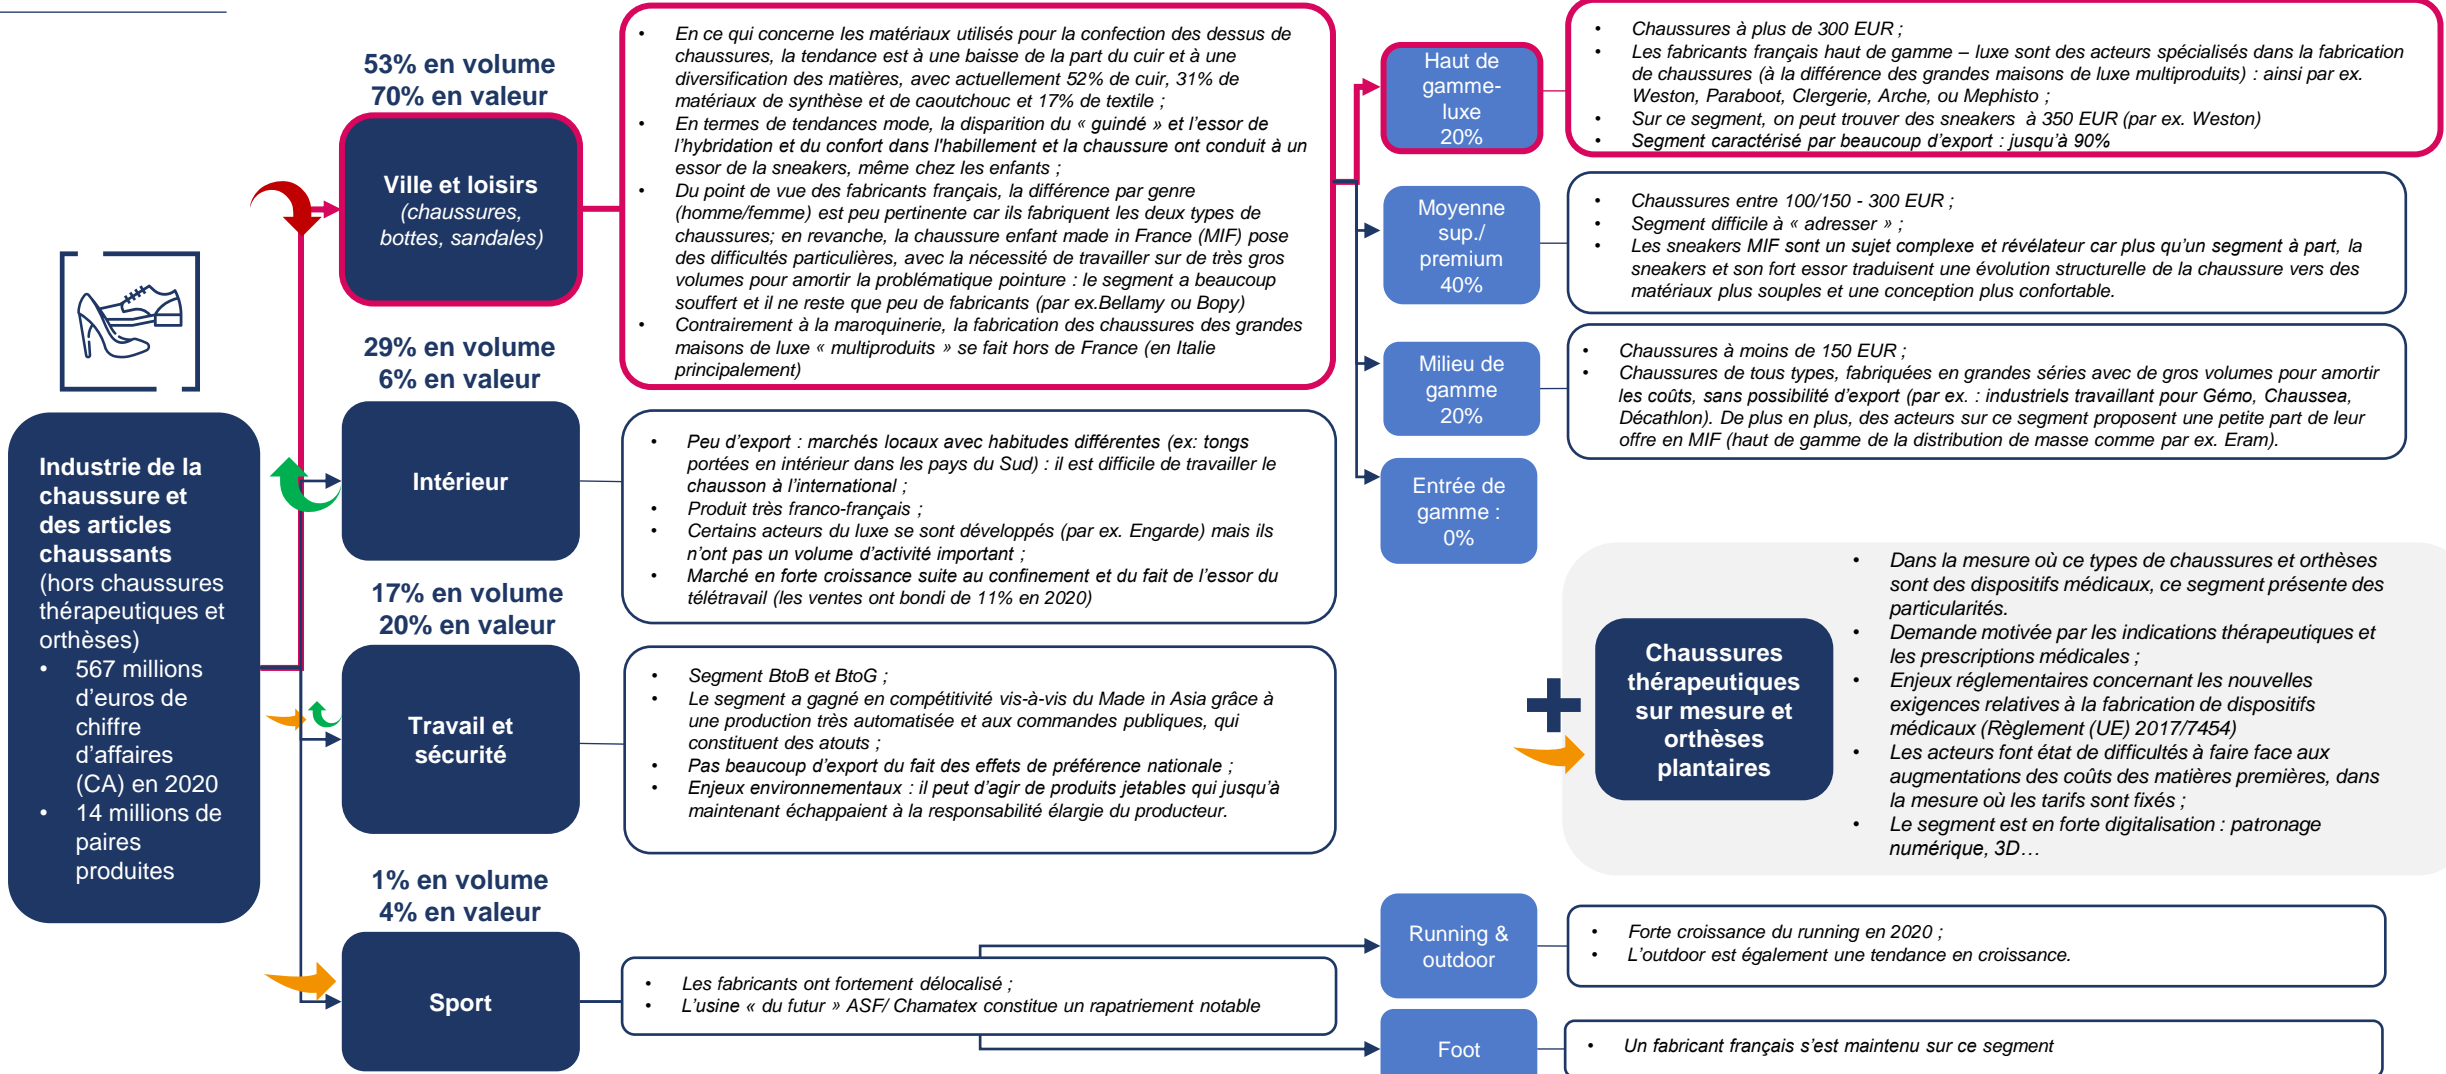 Industrie de la
chaussure et
des articles
chaussants
(hors chaussures
thérapeutiques et
orthèses)
• 567 millions
d'euros de
chiffre
d'affaires
(CA) en 2020
• 14 millions de
paires
produites
53% en volume
70% en valeur
Ville et loisirs
(chaussures,
bottes, sandales)
• En ce qui concerne les matériaux utilisés pour la confection des dessus de
chaussures, la tendance est à une baisse de la part du cuir et à une
diversification des matières, avec actuellement 52% de cuir, 31% de
matériaux de synthèse et de caoutchouc et 17% de textile ;
• En termes de tendances mode, la disparition du « guindé » et l'essor de
l'hybridation et du confort dans l'habillement et la chaussure ont conduit à un
essor de la sneakers, même chez les enfants ;
• Du point de vue des fabricants français, la différence par genre
(homme/femme) est peu pertinente car ils fabriquent les deux types de
chaussures; en revanche, la chaussure enfant made in France (MIF) pose
des difficultés particulières, avec la nécessité de travailler sur de très gros
volumes pour amortir la problématique pointure : le segment a beaucoup
souffert et il ne reste que peu de fabricants (par ex.Bellamy ou Bopy)
• Contrairement à la maroquinerie, la fabrication des chaussures des grandes
maisons de luxe « multiproduits » se fait hors de France (en Italie
principalement)
Haut de
gamme-
luxe
20%
• Chaussures à plus de 300 EUR ;
• Les fabricants français haut de gamme – luxe sont des acteurs spécialisés dans la fabrication
de chaussures (à la différence des grandes maisons de luxe multiproduits) : ainsi par ex.
Weston, Paraboot, Clergerie, Arche, ou Mephisto ;
• Sur ce segment, on peut trouver des sneakers à 350 EUR (par ex. Weston)
• Segment caractérisé par beaucoup d'export : jusqu'à 90%
Moyenne
sup./
premium
40%
• Chaussures entre 100/150 - 300 EUR ;
• Segment difficile à « adresser » ;
• Les sneakers MIF sont un sujet complexe et révélateur car plus qu'un segment à part, la
sneakers et son fort essor traduisent une évolution structurelle de la chaussure vers des
matériaux plus souples et une conception plus confortable.
Milieu de
gamme
20%
• Chaussures à moins de 150 EUR ;
• Chaussures de tous types, fabriquées en grandes séries avec de gros volumes pour amortir
les coûts, sans possibilité d'export (par ex. : industriels travaillant pour Gémo, Chaussea,
Décathlon). De plus en plus, des acteurs sur ce segment proposent une petite part de leur
offre en MIF (haut de gamme de la distribution de masse comme par ex. Eram).
Entrée de
gamme :
0%
29% en volume
6% en valeur
Intérieur
• Peu d'export : marchés locaux avec habitudes différentes (ex: tongs
portées en intérieur dans les pays du Sud) : il est difficile de travailler le
chausson à l'international ;
• Produit très franco-français ;
• Certains acteurs du luxe se sont développés (par ex. Engarde) mais ils
n'ont pas un volume d'activité important ;
• Marché en forte croissance suite au confinement et du fait de l'essor du
télétravail (les ventes ont bondi de 11% en 2020)
17% en volume
20% en valeur
Travail et
sécurité
• Segment BtoB et BtoG ;
• Le segment a gagné en compétitivité vis-à-vis du Made in Asia grâce à
une production très automatisée et aux commandes publiques, qui
constituent des atouts ;
• Pas beaucoup d'export du fait des effets de préférence nationale ;
• Enjeux environnementaux : il peut d'agir de produits jetables qui jusqu'à
maintenant échappaient à la responsabilité élargie du producteur.
Chaussures
thérapeutiques
sur mesure et
orthèses
plantaires
• Dans la mesure où ce types de chaussures et orthèses
sont des dispositifs médicaux, ce segment présente des
particularités.
• Demande motivée par les indications thérapeutiques et
les prescriptions médicales ;
• Enjeux réglementaires concernant les nouvelles
exigences relatives à la fabrication de dispositifs
médicaux (Règlement (UE) 2017/7454)
• Les acteurs font état de difficultés à faire face aux
augmentations des coûts des matières premières, dans
la mesure où les tarifs sont fixés ;
• Le segment est en forte digitalisation : patronage
numérique, 3D…
1% en volume
4% en valeur
Sport
• Les fabricants ont fortement délocalisé ;
• L'usine « du futur » ASF/ Chamatex constitue un rapatriement notable
Running &
outdoor
• Forte croissance du running en 2020 ;
• L'outdoor est également une tendance en croissance.
Foot
• Un fabricant français s'est maintenu sur ce segment